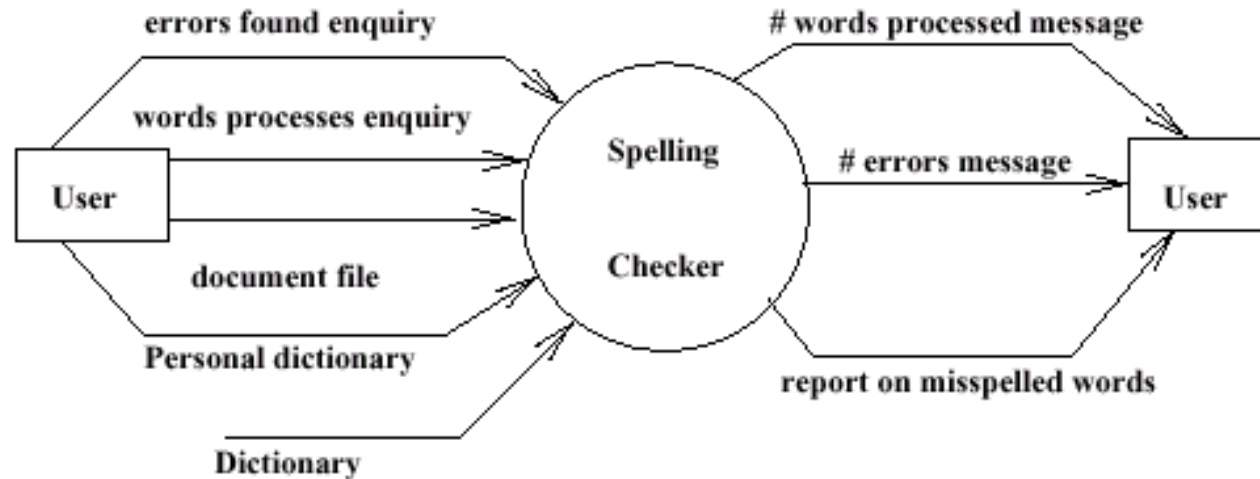 errors found enquiry
# words processed message
words processes enquiry
Spelling
# errors message
User
User
Checker
document file
Personal dictionary
report on misspelled words
Dictionary